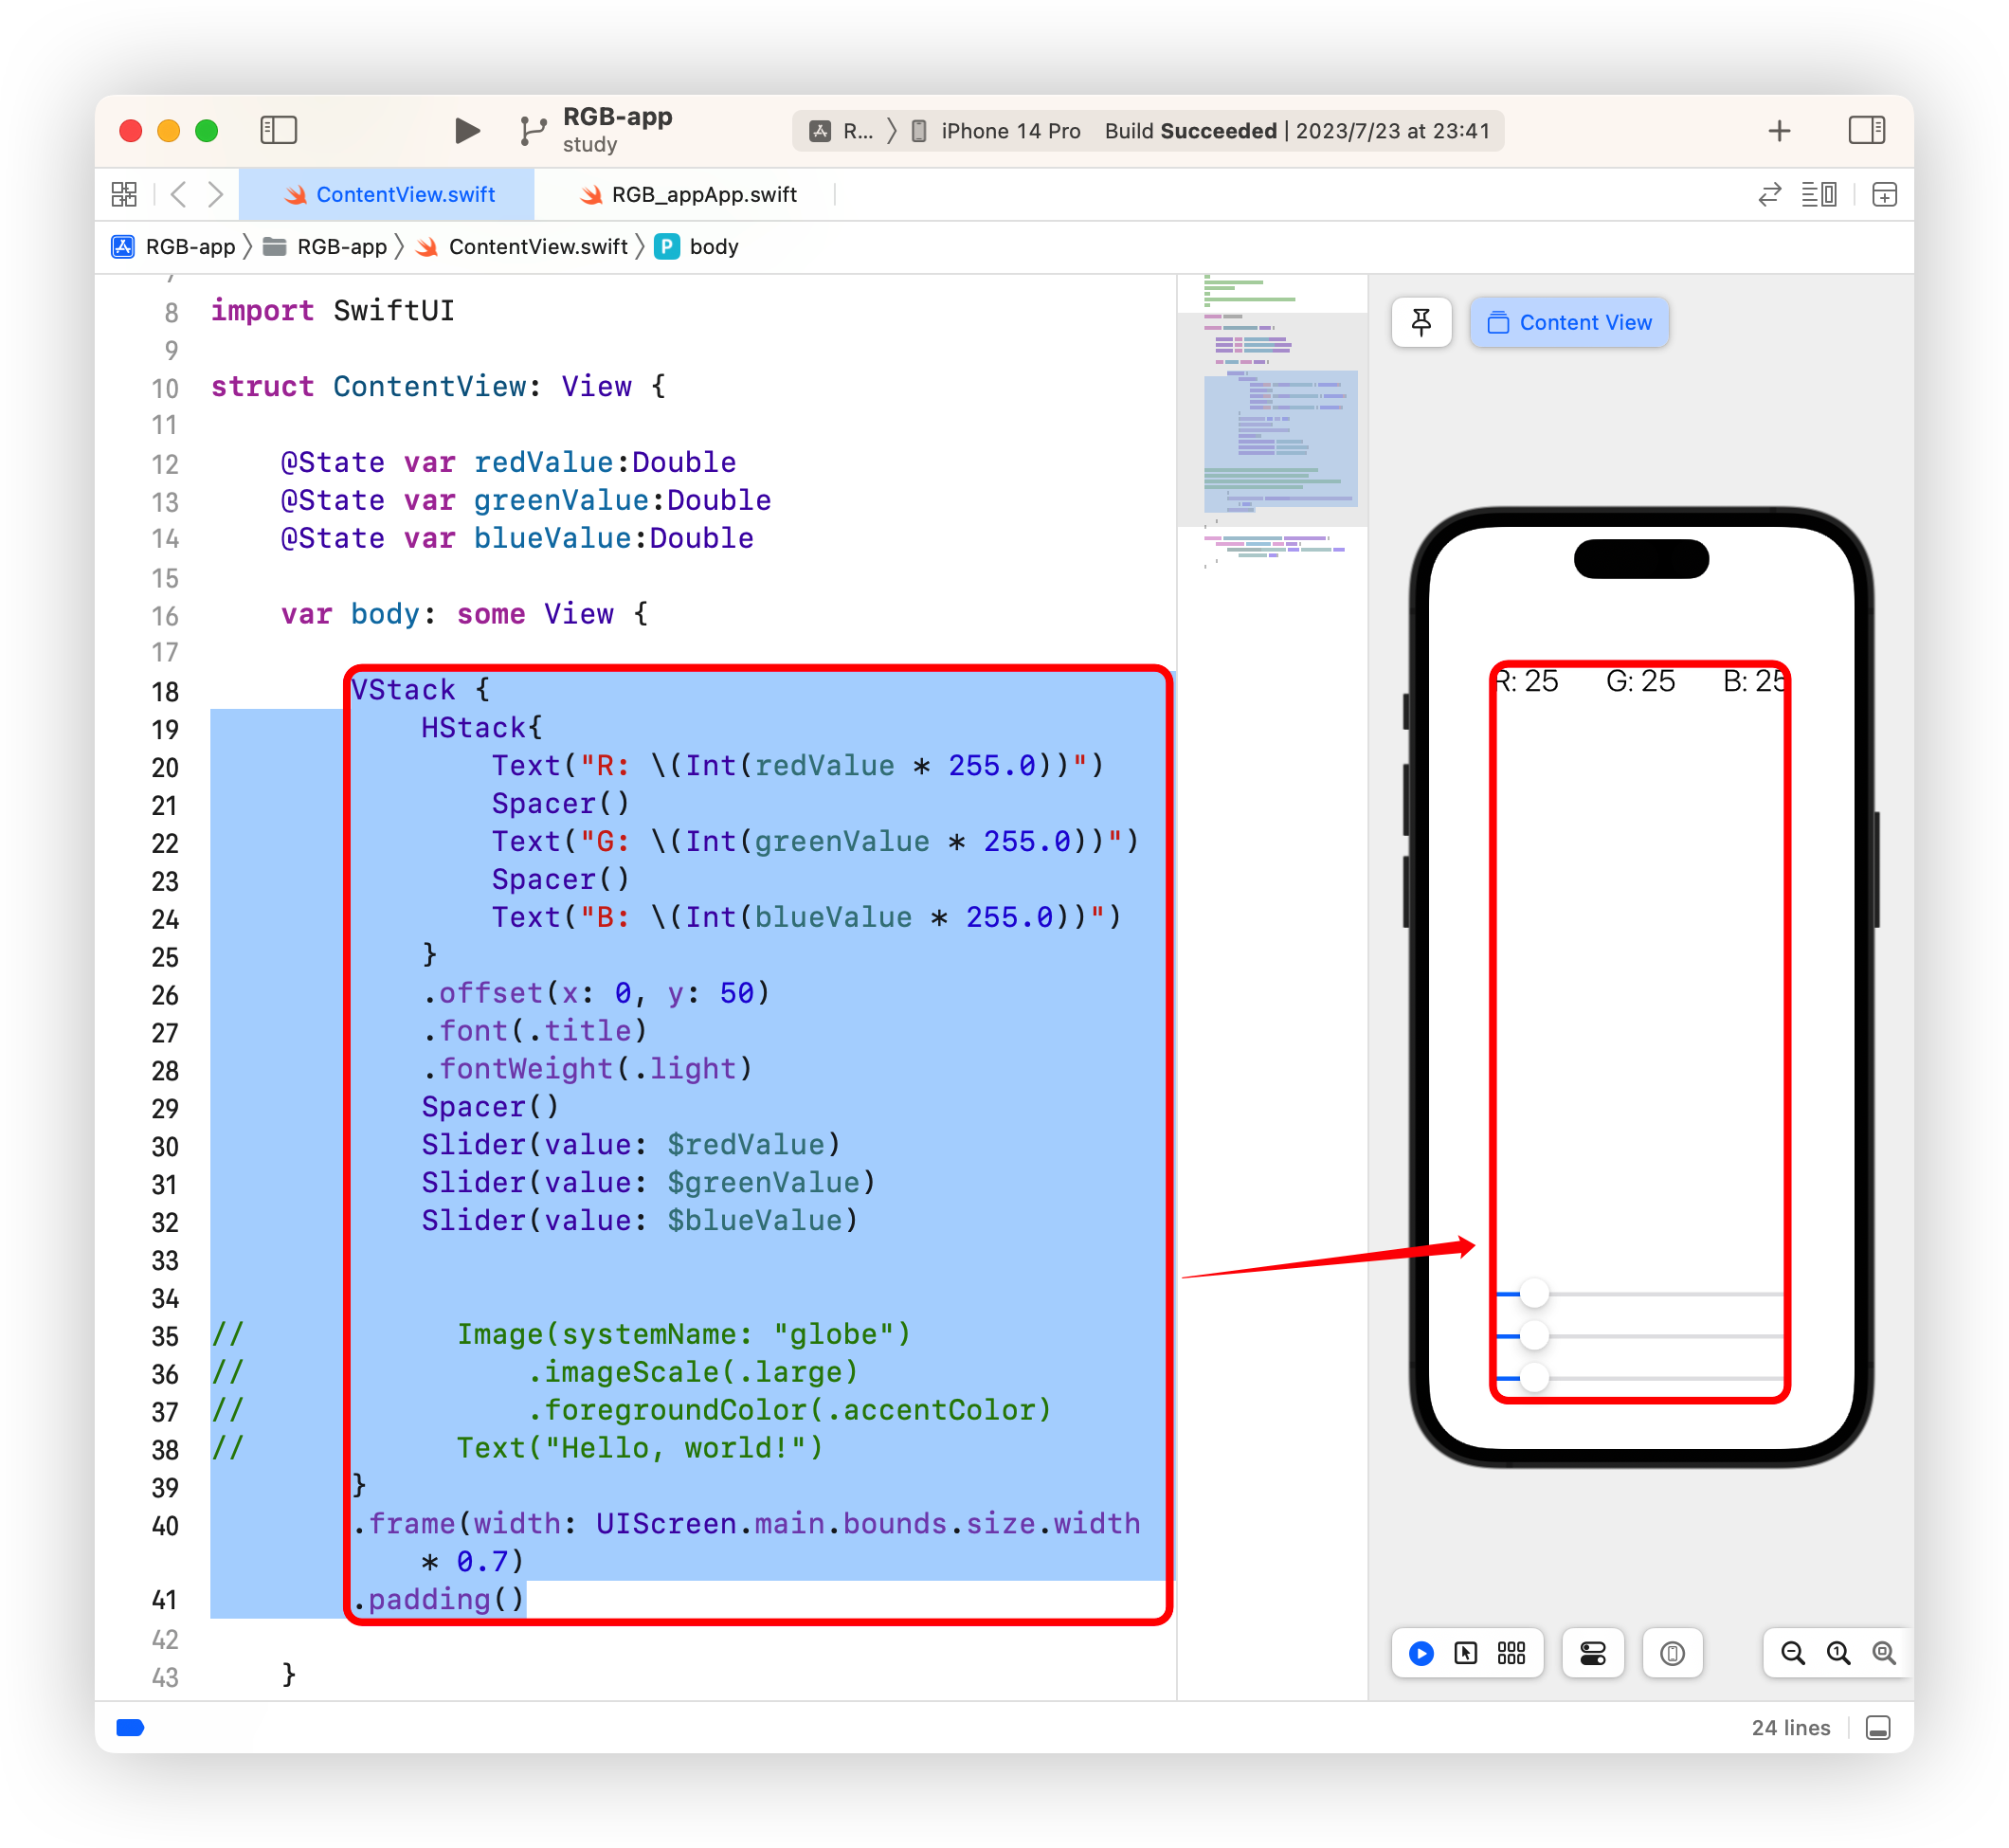 RGB-app
study
R... 〉 iPhone 14 Pro Build Succeeded | 2023/7/23 at 23:41
ContentView.swift
RGB_appApp.swift
RGB-app 〉 RGB-app 〉 ContentView.swift 〉 P body
7
8 import SwiftUI
9
10 struct ContentView: View {
11
12 @State var redValue:Double
13 @State var greenValue:Double
14 @State var blueValue:Double
15
16 var body: some View {
17
18 VStack {
19 HStack{
20 Text("R: \(Int(redValue * 255.0))")
21 Spacer()
22 Text("G: \(Int(greenValue * 255.0))")
23 Spacer()
24 Text("B: \(Int(blueValue * 255.0))")
25 }
26 .offset(x: 0, y: 50)
27 .font(.title)
28 .fontWeight(.light)
29 Spacer()
30 Slider(value: $redValue)
31 Slider(value: $greenValue)
32 Slider(value: $blueValue)
33
34
35 // Image(systemName: "globe")
36 // .imageScale(.large)
37 // .foregroundColor(.accentColor)
38 // Text("Hello, world!")
39 }
40 .frame(width: UIScreen.main.bounds.size.width
* 0.7)
41 .padding()
42
43 }
Content View
R: 25 G: 25 B: 25
24 lines